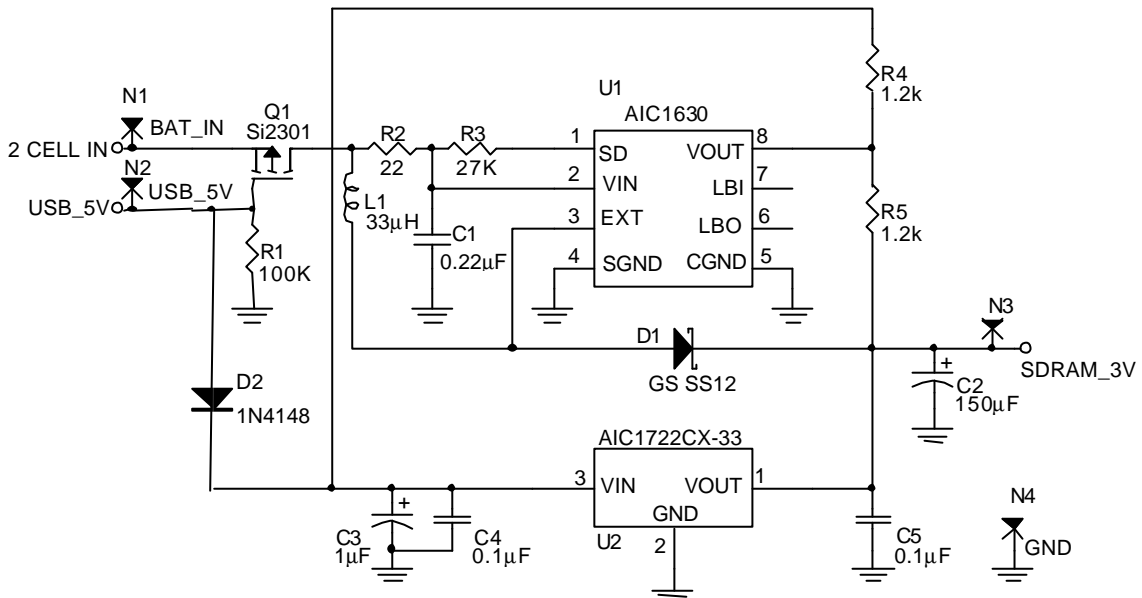 R4
1.2k
U1
AIC1630
N1
BAT_IN
2 CELL IN
Q1
Si2301
R2
22
R3
27K
1
SD
2
VIN
3
EXT
4
SGND
VOUT
8
LBI
7
LBO
6
CGND
5
N2
USB_5V
USB_5V
R1
100K
L1
33μH
C1
0.22μF
R5
1.2k
D1
GS SS12
N3
SDRAM_3V
C2
+
150μF
D2
1N4148
AIC1722CX-33
3
VIN
VOUT
1
GND
U2
2
C3
+
1μF
C4
0.1μF
C5
0.1μF
N4
GND